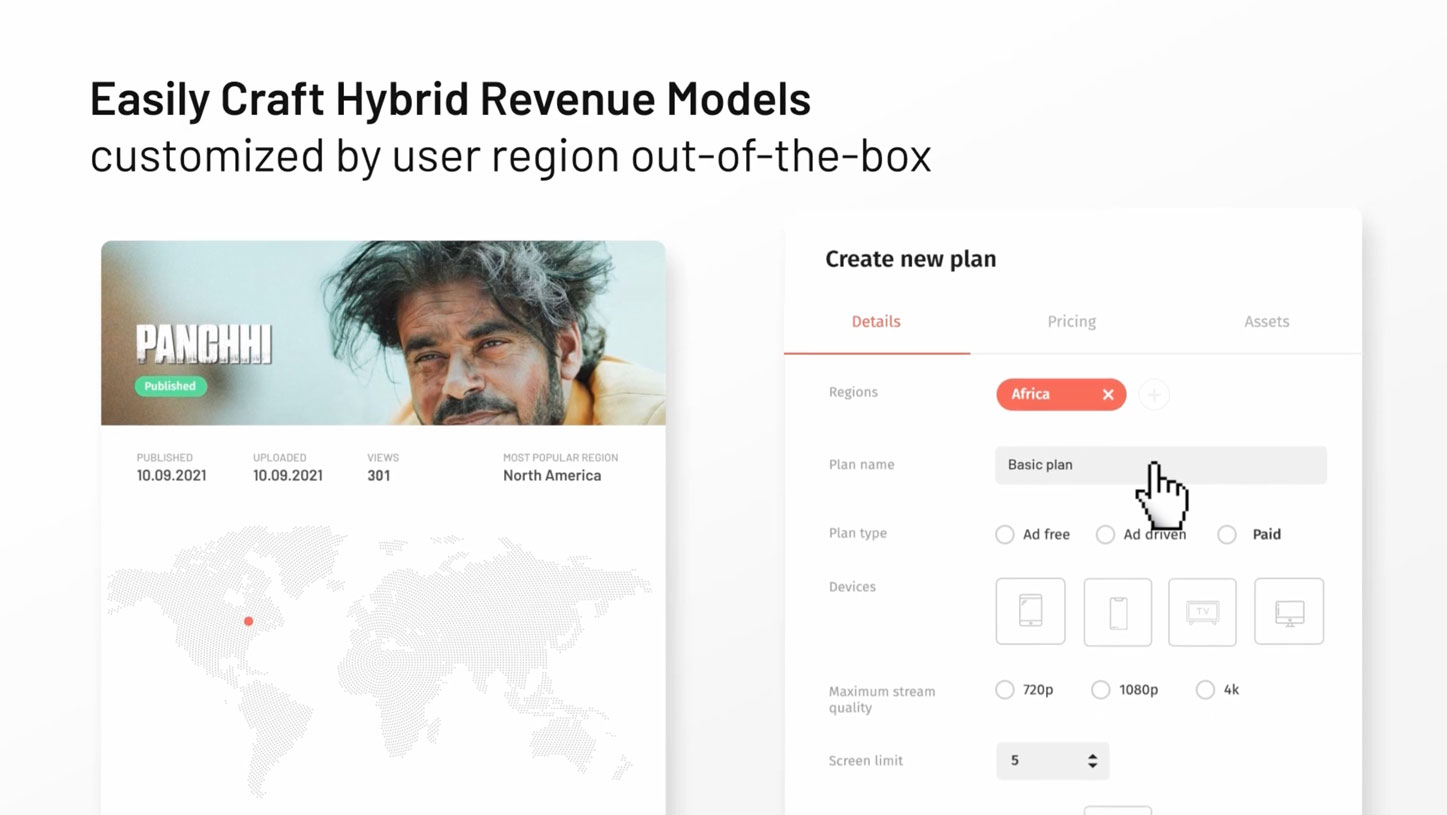 Easily Craft Hybrid Revenue Models
customized by user region out-of-the-box
PANGHHI
Published
PUBLISHED
10.09.2021
UPLOADED
10.09.2021
VIEWS
301
MOST POPULAR REGION
North America
Create new plan
Details
Pricing
Assets
Regions
Africa
Plan name
Basic plan
Plan type
Ad free
Ad driven
Paid
Devices
TV
Maximum stream
quality
720p
1080p
4k
Screen limit
5